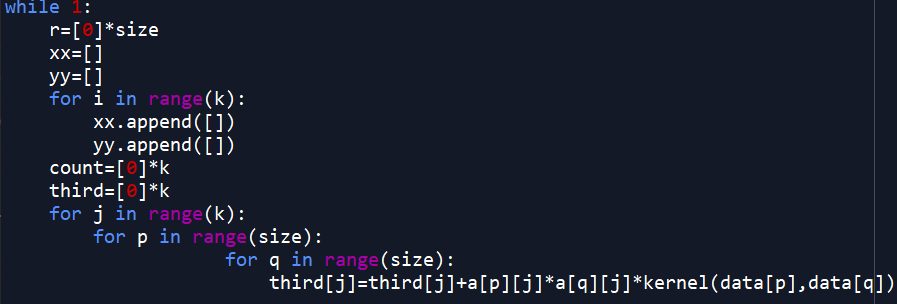 while 1:
    r=[0]*size
    xx=[]
    yy=[]
    for i in range(k):
        xx.append([])
        yy.append([])
    count=[0]*k
    third=[0]*k
    for j in range(k):
        for p in range(size):
                    for q in range(size):
                        third[j]=third[j]+a[p][j]*a[q][j]*kernel(data[p],data[q])